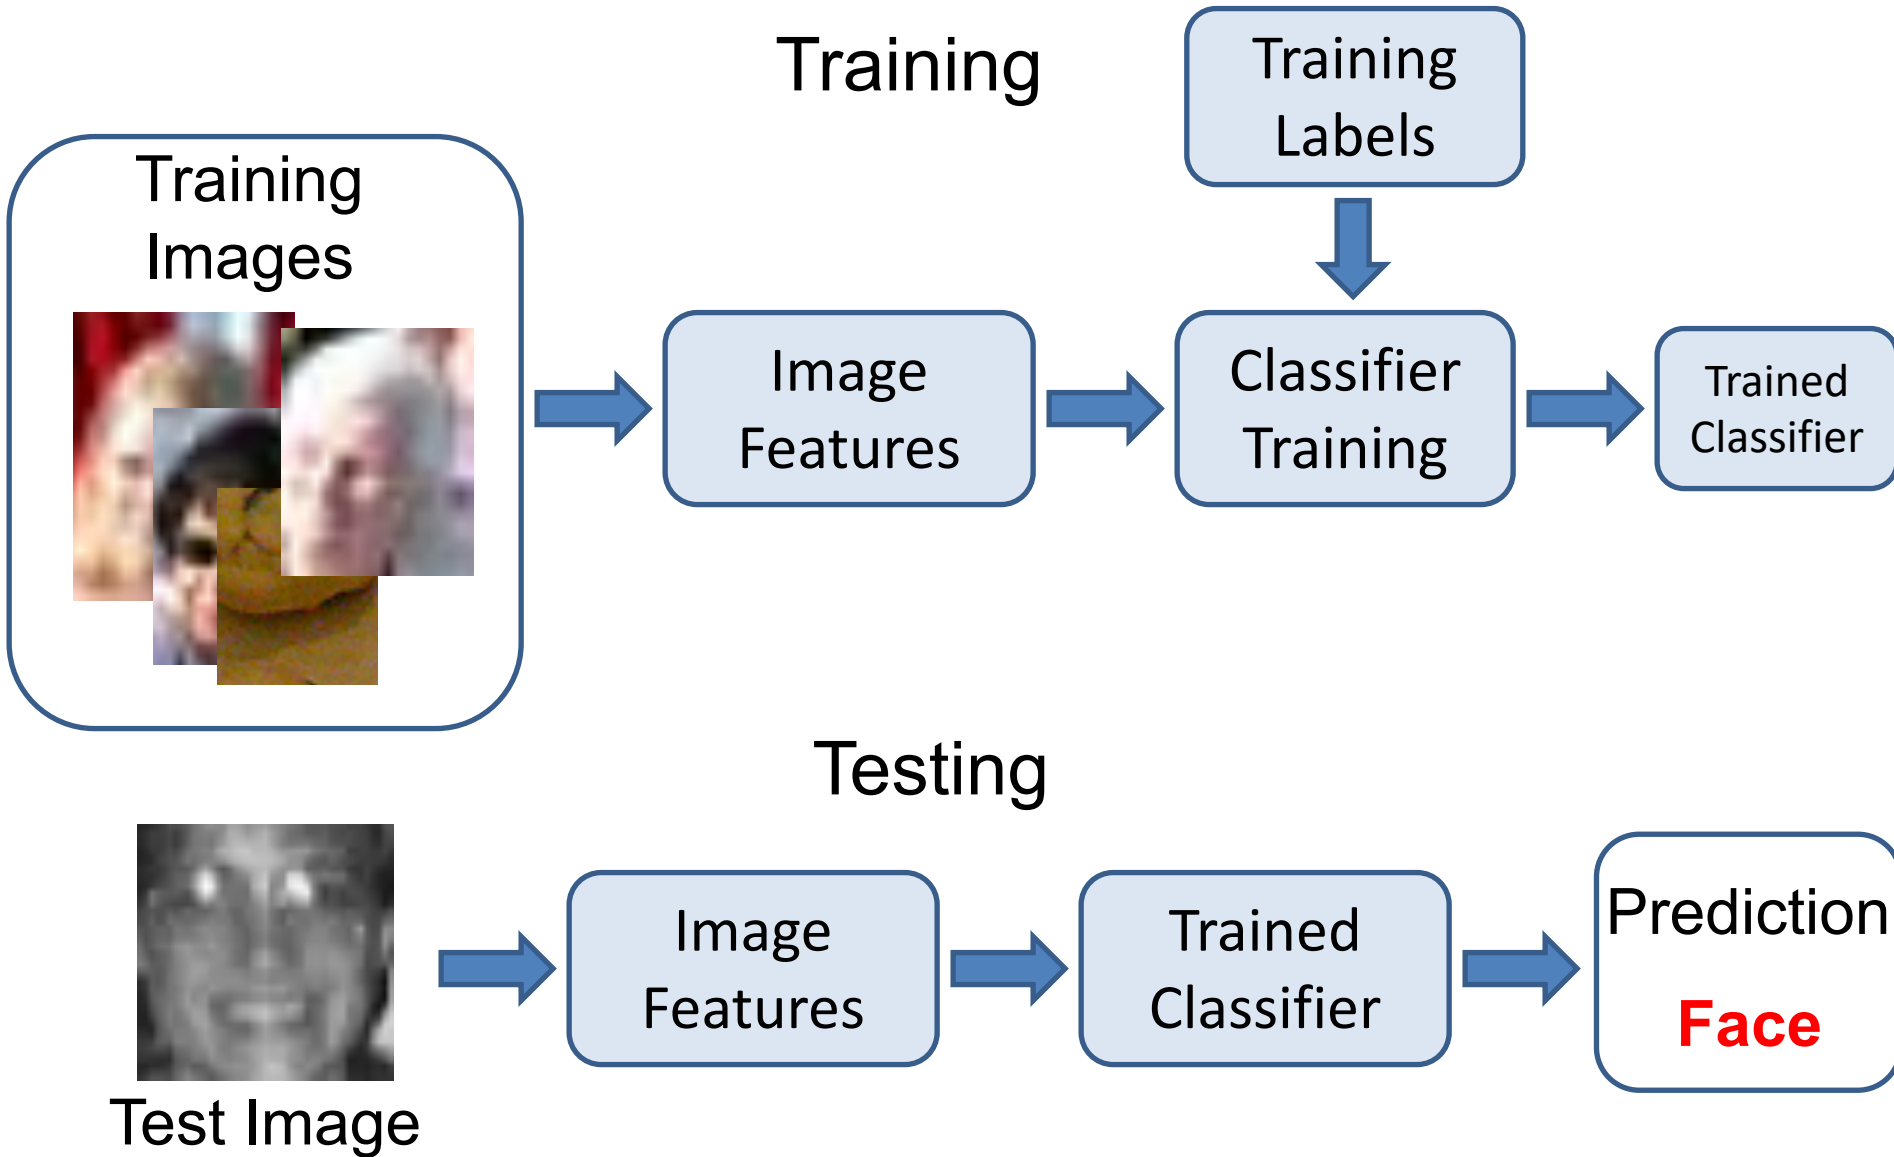 Training
Training
Labels
Training
Images
Image
Features
Classifier
Training
Trained
Classifier
Testing
Image
Features
Trained
Classifier
Prediction
Face
Test Image